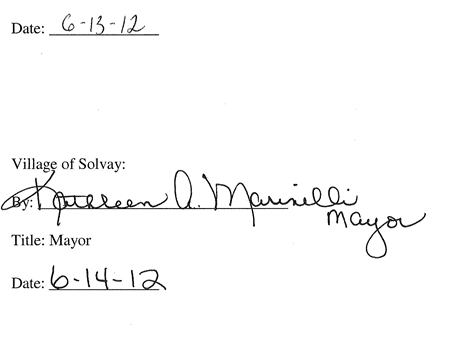 Date: 6-13-12
Village of Solvay:
By: Kathleen A. Marinelli
Mayor
Title: Mayor
Date: 6-14-12